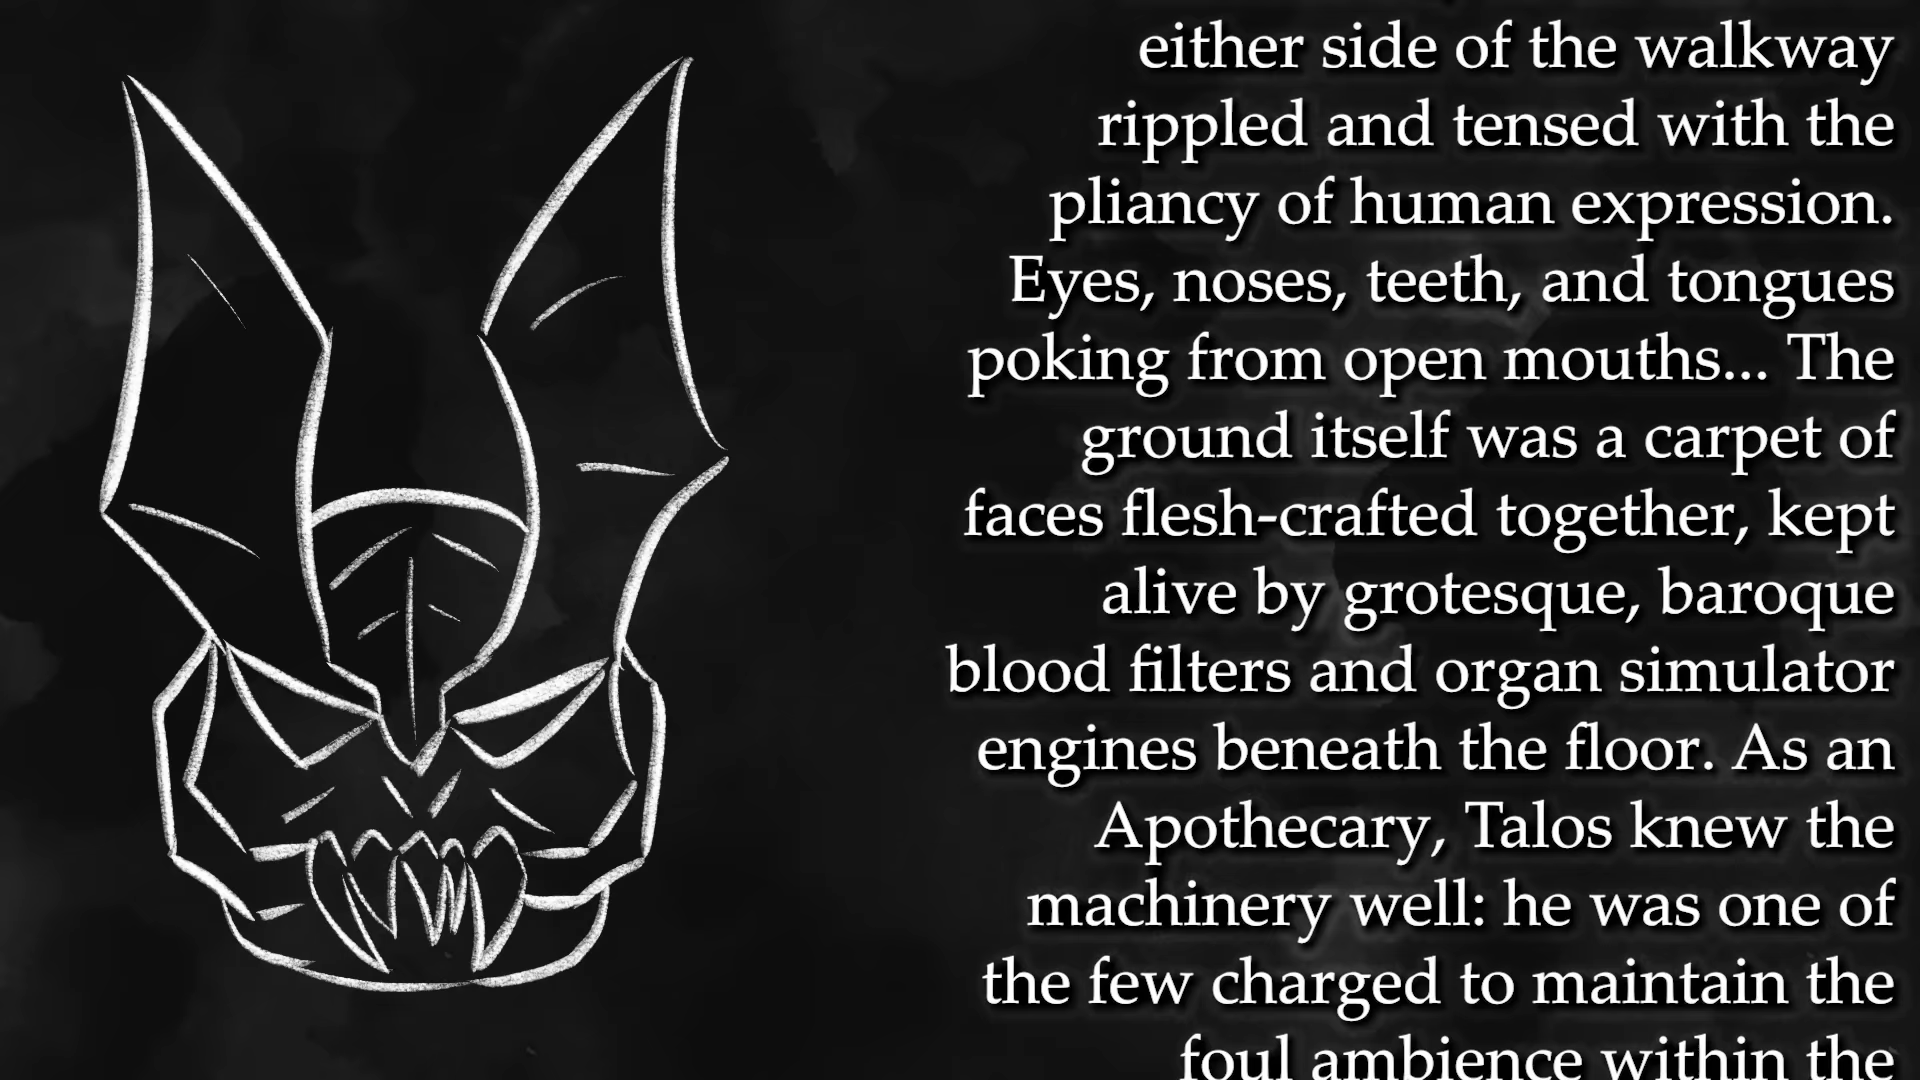 either side of the walkway
rippled and tensed with the
pliancy of human expression.
Eyes, noses, teeth, and tongues
poking from open mouths... The
ground itself was a carpet of
faces flesh-crafted together, kept
alive by grotesque, baroque
blood filters and organ simulator
engines beneath the floor. As an
Apothecary, Talos knew the
machinery well: he was one of
the few charged to maintain the
foul ambience within the